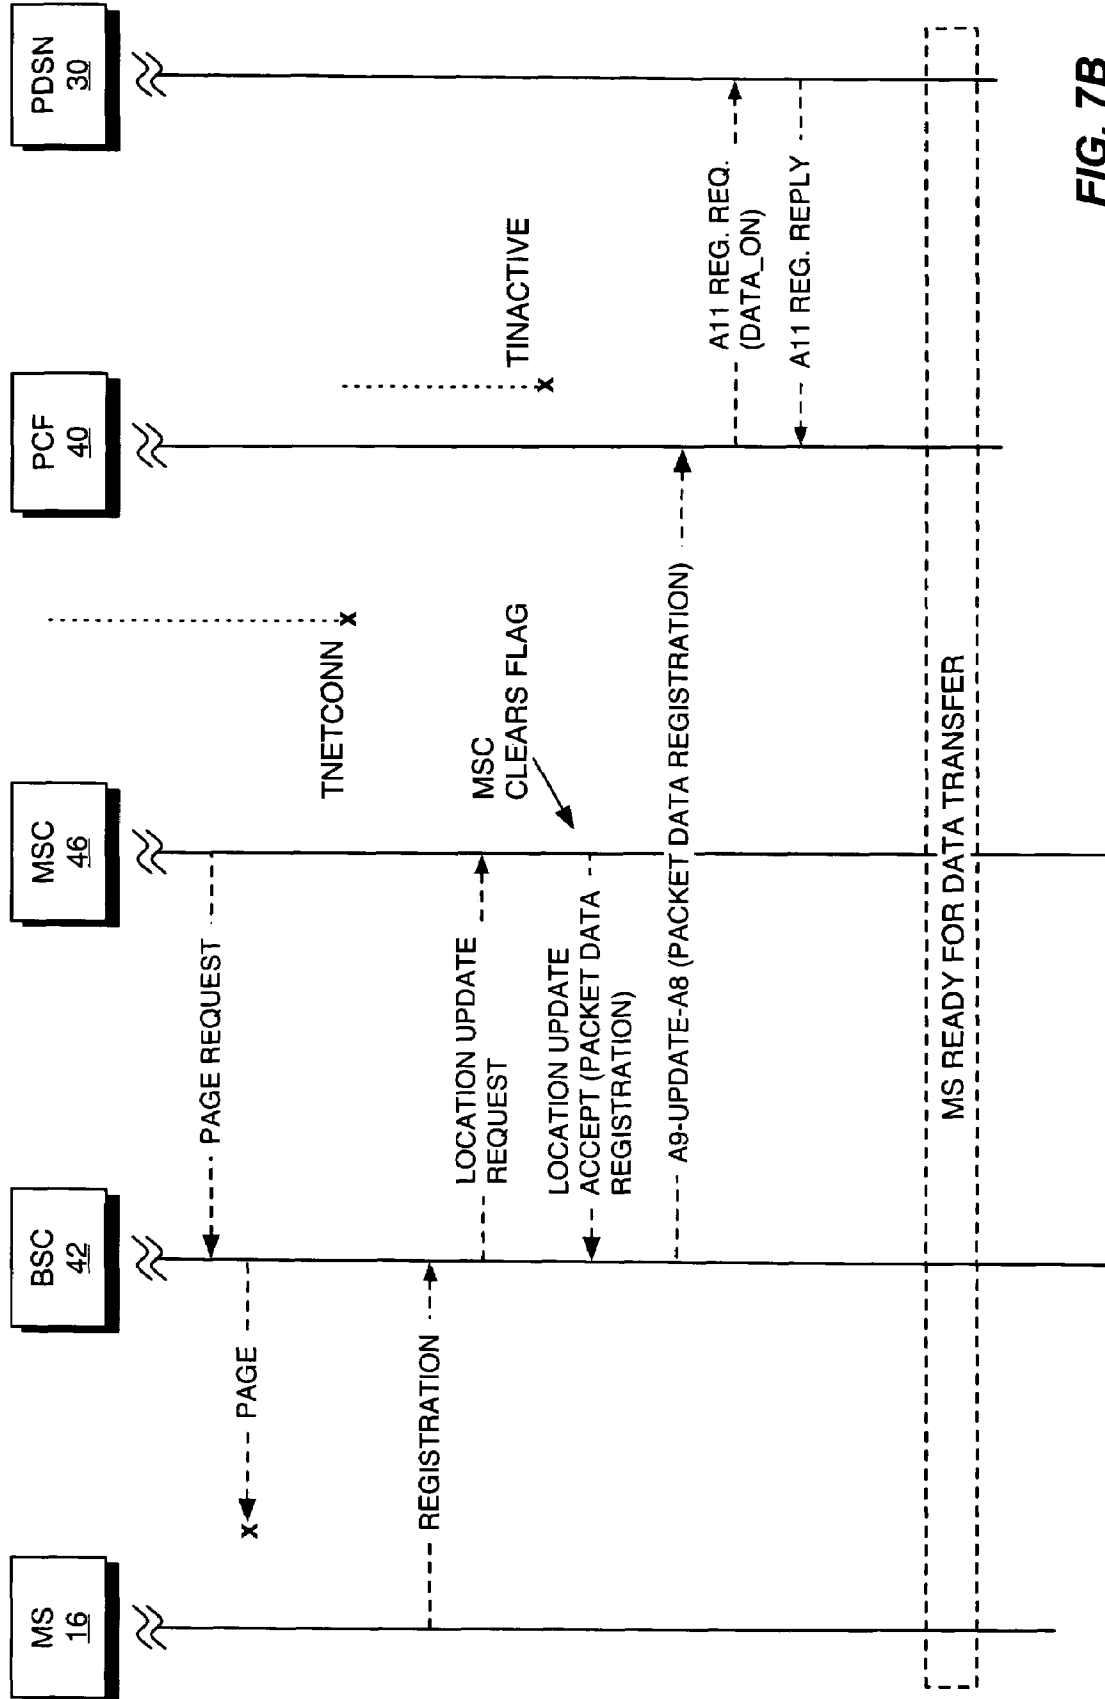 MS
16
BSC
42
MSC
46
PCF
40
PDSN
30
PAGE REQUEST
PAGE
x
TNETCONN
x
REGISTRATION
LOCATION UPDATE
REQUEST
MSC
CLEARS FLAG
TINACTIVE
x
LOCATION UPDATE
ACCEPT (PACKET DATA
REGISTRATION)
A9-UPDATE-A8 (PACKET DATA REGISTRATION)
A11 REG. REQ.
(DATA_ON)
A11 REG. REPLY
MS READY FOR DATA TRANSFER
FIG. 7B